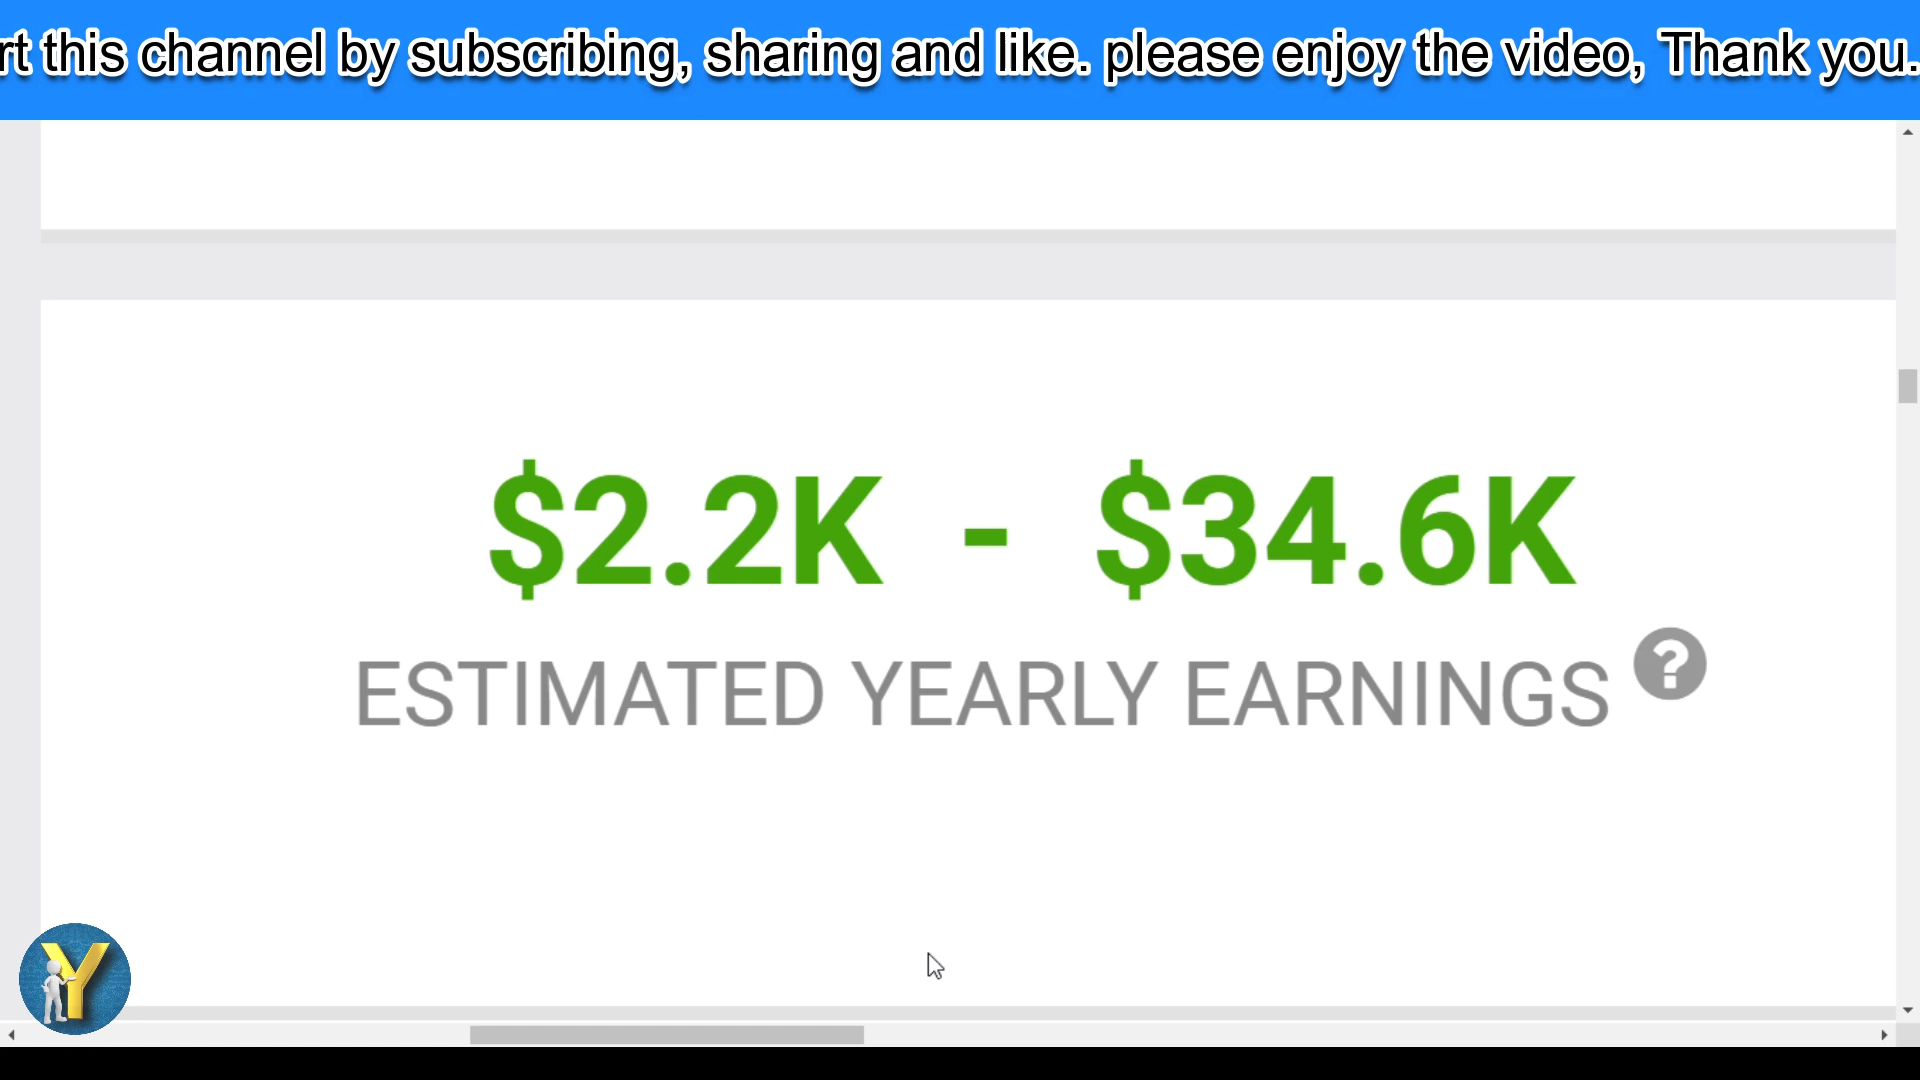 rt this channel by subscribing, sharing and like. please enjoy the video, Thank you.
$2.2K - $34.6K
ESTIMATED YEARLY EARNINGS ?
Y